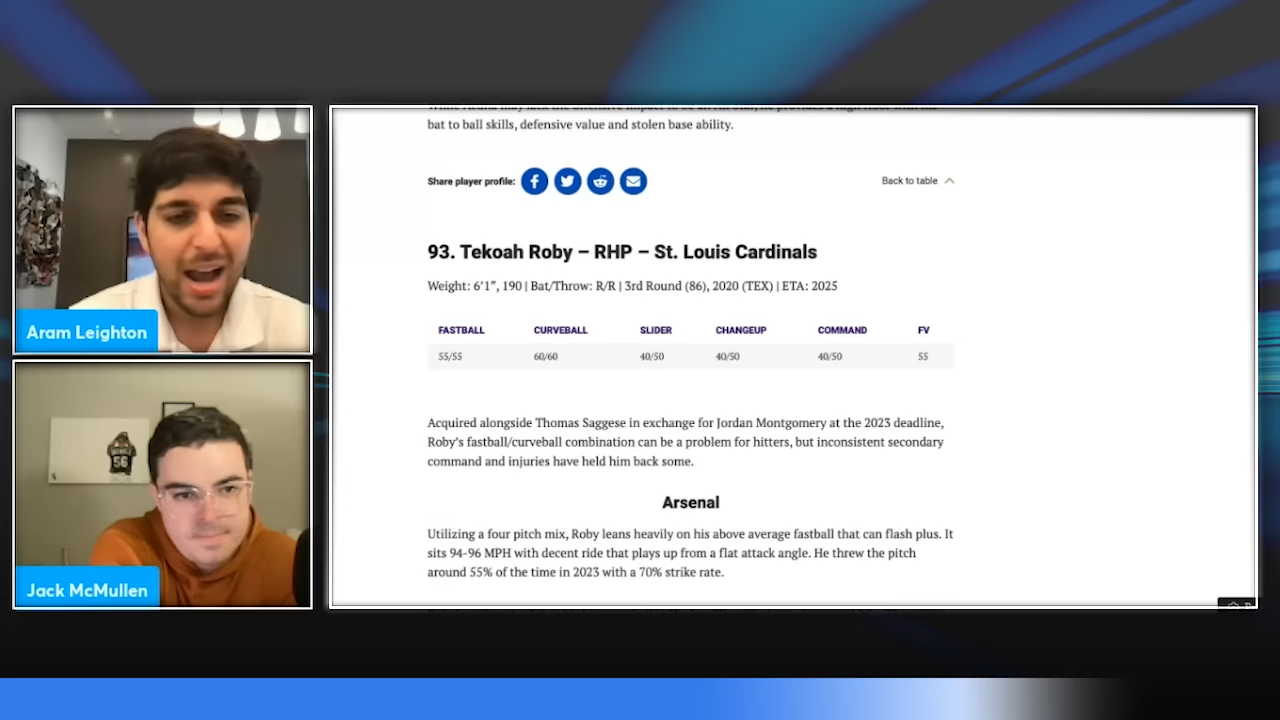 bat to ball skills, defensive value and stolen base ability.
Share player profile:
Back to table
93. Tekoah Roby – RHP – St. Louis Cardinals
Weight: 6'1", 190 | Bat/Throw: R/R | 3rd Round (86), 2020 (TEX) | ETA: 2025
FASTBALL CURVEBALL SLIDER CHANGEUP COMMAND FV
55/55 60/60 40/50 40/50 40/50 55
Acquired alongside Thomas Saggese in exchange for Jordan Montgomery at the 2023 deadline,
Roby's fastball/curveball combination can be a problem for hitters, but inconsistent secondary
command and injuries have held him back some.
Arsenal
Utilizing a four pitch mix, Roby leans heavily on his above average fastball that can flash plus. It
sits 94-96 MPH with decent ride that plays up from a flat attack angle. He threw the pitch
around 55% of the time in 2023 with a 70% strike rate.
Aram Leighton
56
Jack McMullen